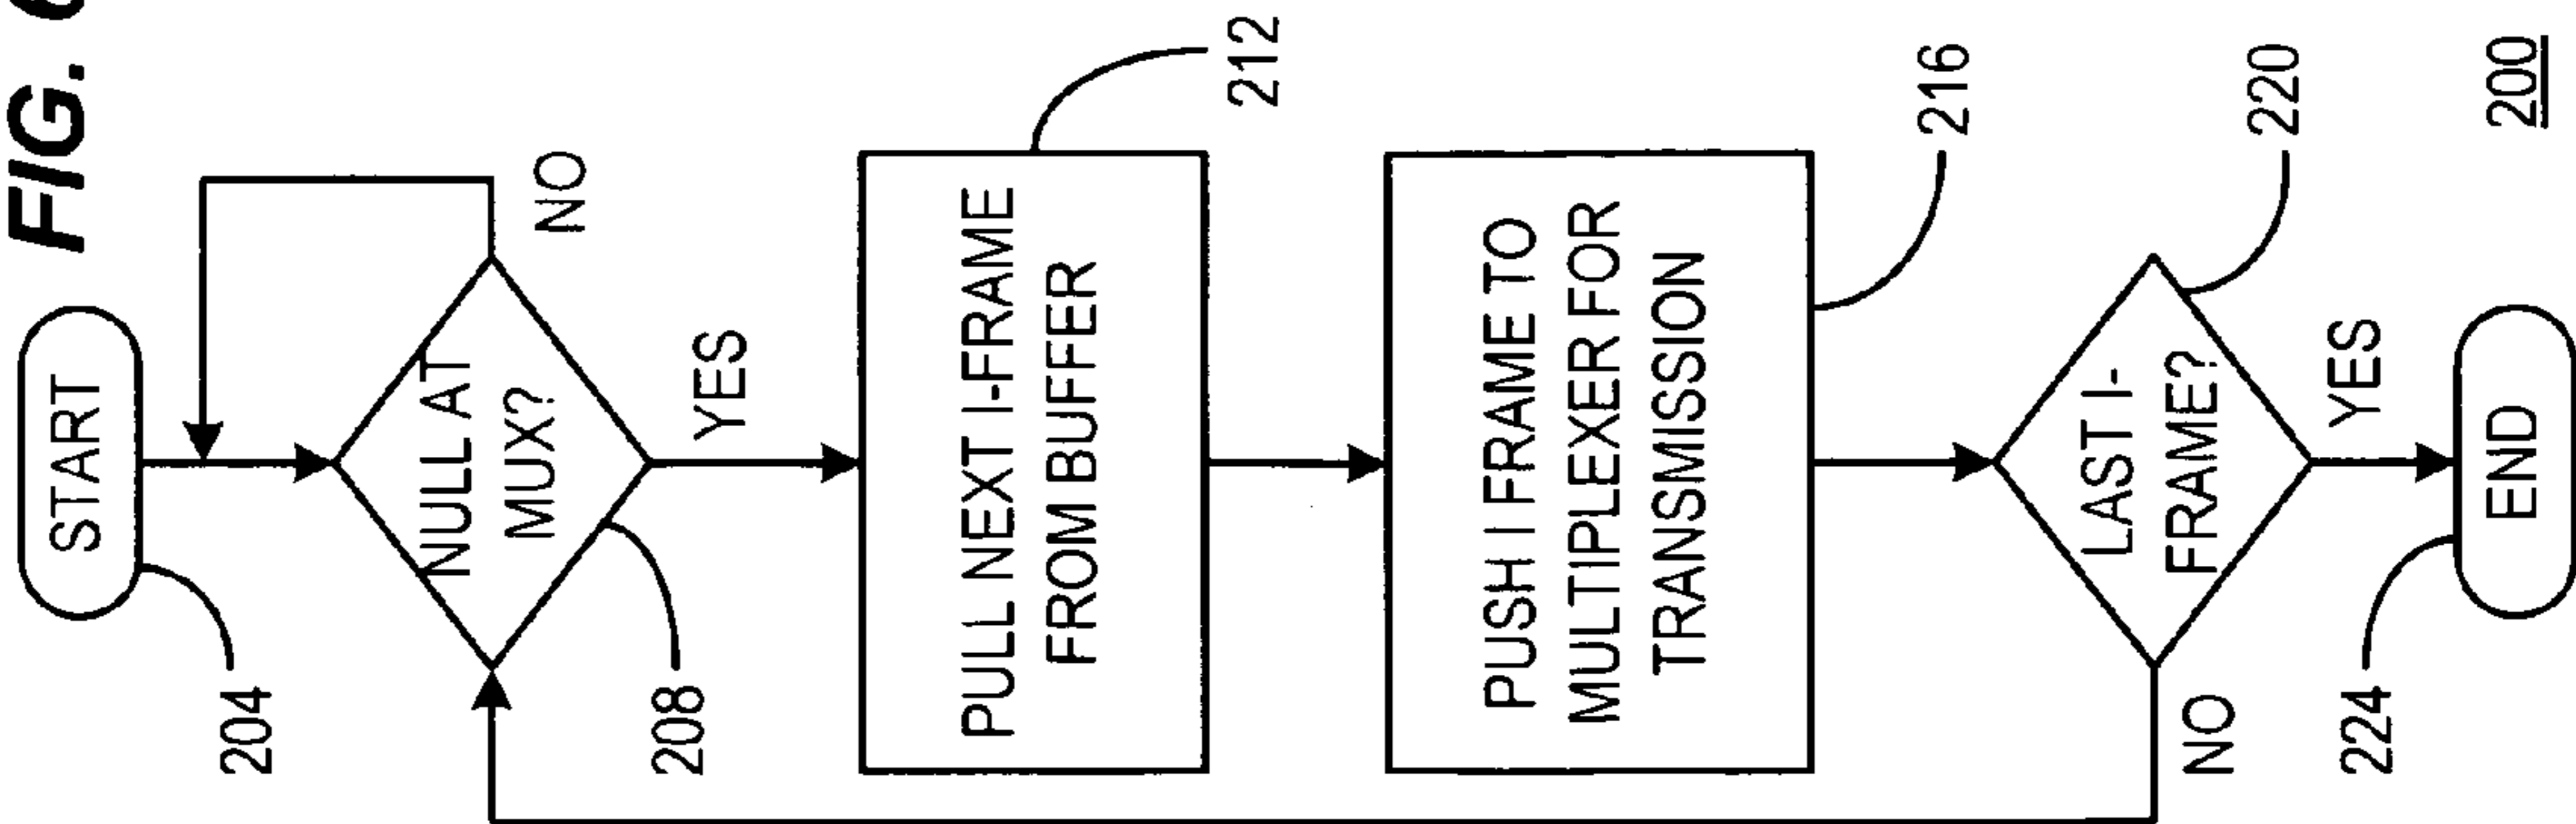 FIG.
START
204
NULL AT
MUX?
NO
208
YES
PULL NEXT I-FRAME
FROM BUFFER
212
PUSH I FRAME TO
MULTIPLEXER FOR
TRANSMISSION
216
LAST I-
FRAME?
220
NO
YES
END
224
200